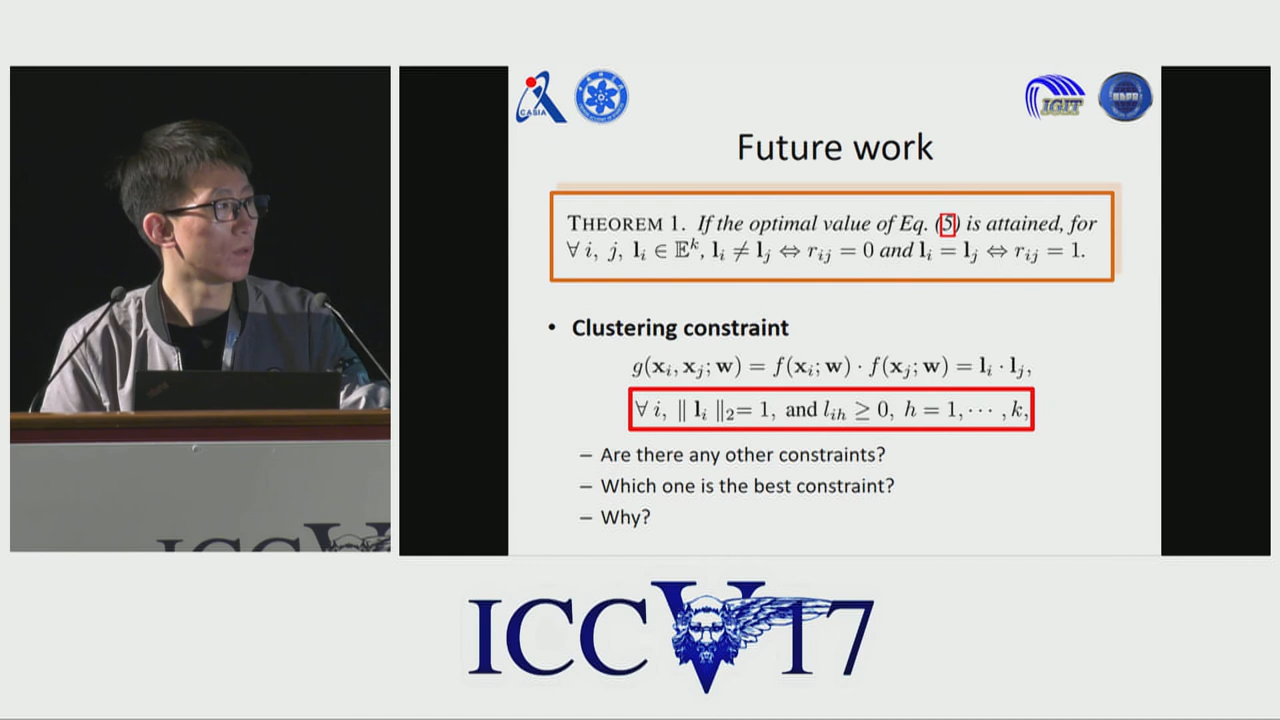 CASIA
IGIT
Future work
THEOREM 1. If the optimal value of Eq. (5) is attained, for
∀ i, j, l_i ∈ 𝔼^k, l_i ≠ l_j ⇔ r_ij = 0 and l_i = l_j ⇔ r_ij = 1.
• Clustering constraint
g(x_i, x_j; w) = f(x_i; w) · f(x_j; w) = l_i · l_j,
∀ i, ‖ l_i ‖_2 = 1, and l_ih ≥ 0, h = 1, ⋯ , k,
– Are there any other constraints?
– Which one is the best constraint?
– Why?
ICCV
ICCV17